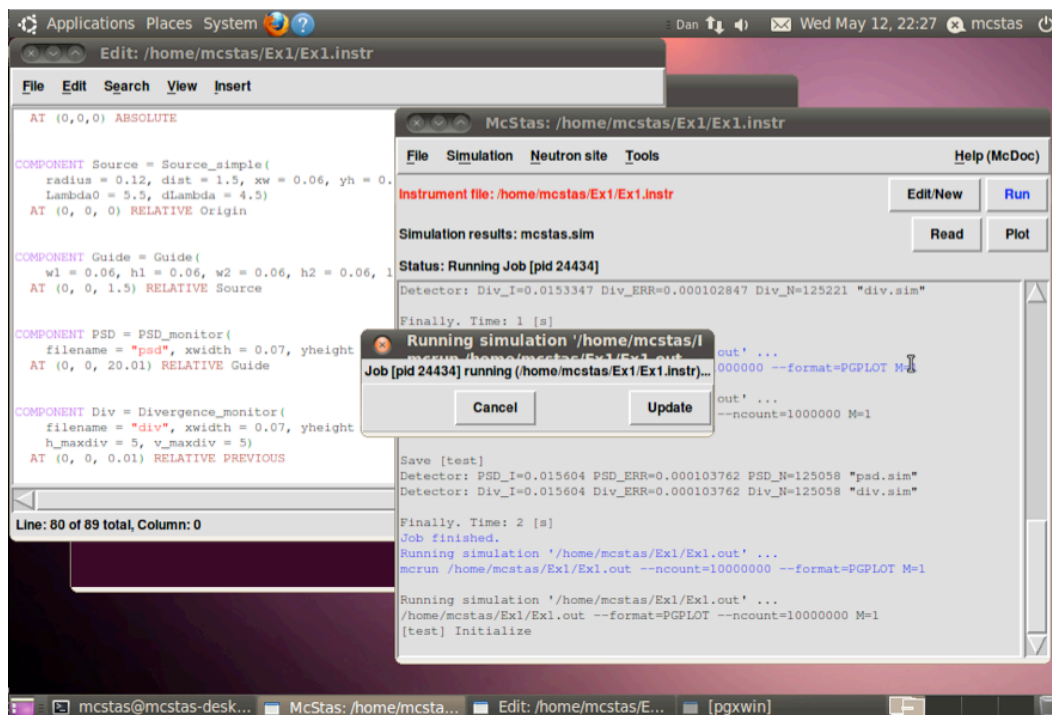 Applications Places System
Dan
Wed May 12, 22:27
mcstas
Edit: /home/mcstas/Ex1/Ex1.instr
File Edit Search View Insert
AT (0,0,0) ABSOLUTE
COMPONENT Source = Source_simple(
radius = 0.12, dist = 1.5, xw = 0.06, yh = 0.
Lambda0 = 5.5, dLambda = 4.5)
AT (0, 0, 0) RELATIVE Origin
COMPONENT Guide = Guide(
w1 = 0.06, h1 = 0.06, w2 = 0.06, h2 = 0.06, l
AT (0, 0, 1.5) RELATIVE Source
COMPONENT PSD = PSD_monitor(
filename = "psd", xwidth = 0.07, yheight
AT (0, 0, 20.01) RELATIVE Guide
COMPONENT Div = Divergence_monitor(
filename = "div", xwidth = 0.07, yheight
h_maxdiv = 5, v_maxdiv = 5)
AT (0, 0, 0.01) RELATIVE PREVIOUS
Line: 80 of 89 total, Column: 0
McStas: /home/mcstas/Ex1/Ex1.instr
File Simulation Neutron site Tools Help (McDoc)
Instrument file: /home/mcstas/Ex1/Ex1.instr
Edit/New Run
Simulation results: mcstas.sim
Read Plot
Status: Running Job [pid 24434]
Detector: Div_I=0.0153347 Div_ERR=0.000102847 Div_N=125221 "div.sim"
Finally. Time: 1 [s]
out' ...
000000 --format=PGPLOT M=1
out' ...
--ncount=1000000 M=1
Save [test]
Detector: PSD_I=0.015604 PSD_ERR=0.000103762 PSD_N=125058 "psd.sim"
Detector: Div_I=0.015604 Div_ERR=0.000103762 Div_N=125058 "div.sim"
Finally. Time: 2 [s]
Job finished.
Running simulation '/home/mcstas/Ex1/Ex1.out' ...
mcrun /home/mcstas/Ex1/Ex1.out --ncount=10000000 --format=PGPLOT M=1
Running simulation '/home/mcstas/Ex1/Ex1.out' ...
/home/mcstas/Ex1/Ex1.out --format=PGPLOT --ncount=10000000 M=1
[test] Initialize
Running simulation '/home/mcstas/
mcrun /home/mcstas/Ex1/Ex1.out
Job [pid 24434] running (/home/mcstas/Ex1/Ex1.instr)...
Cancel Update
mcstas@mcstas-desk...
McStas: /home/mcsta...
Edit: /home/mcstas/E...
[pgxwin]